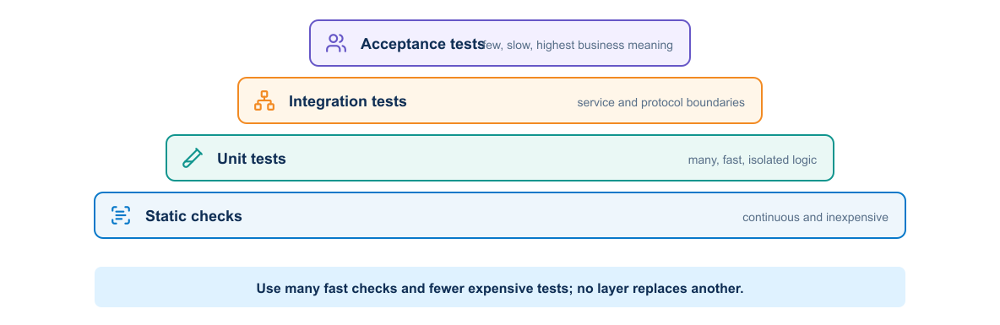 Acceptance tests few, slow, highest business meaning
Integration tests service and protocol boundaries
Unit tests many, fast, isolated logic
Static checks continuous and inexpensive
Use many fast checks and fewer expensive tests; no layer replaces another.